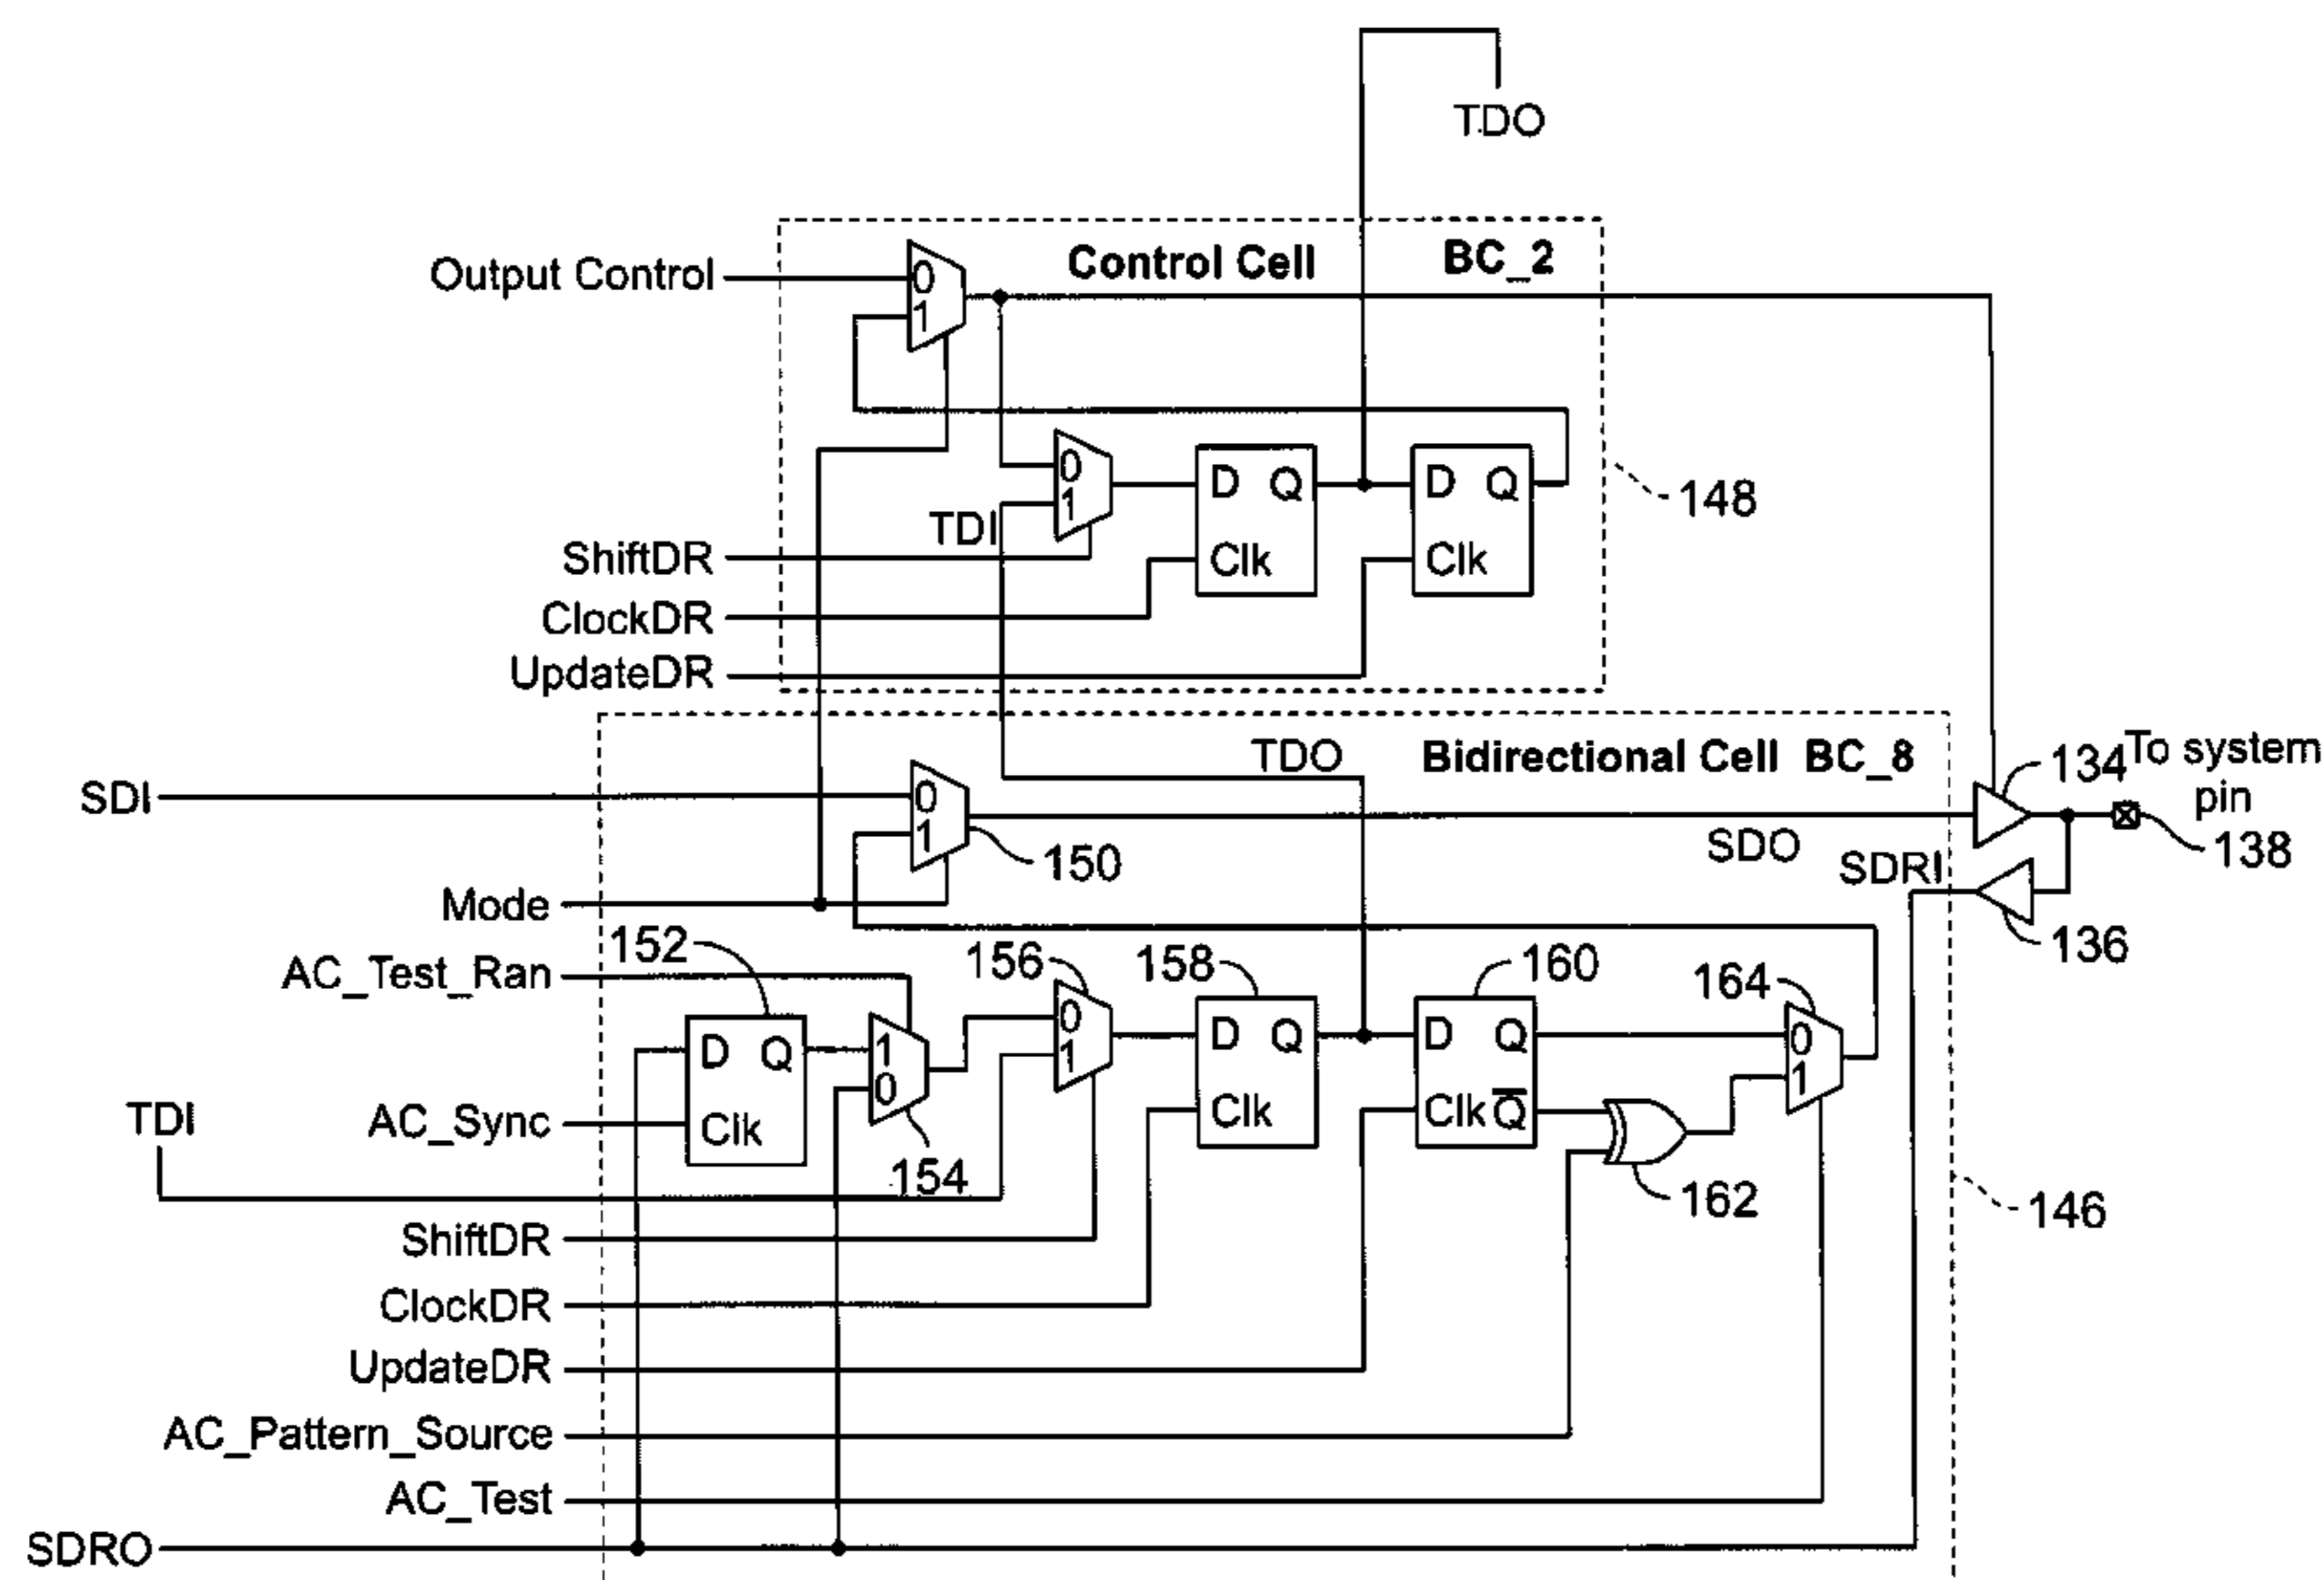 TDO
Control Cell BC_2
Output Control
0
1
0
1
D Q
Clk
D Q
Clk
148
TDI
ShiftDR
ClockDR
UpdateDR
Bidirectional Cell BC_8
TDO
134
To system
pin
138
SDI
0
1
150
SDO
SDRI
136
Mode
152
156
158
160
164
AC_Test_Ran
D Q
Clk
1
0
154
0
1
D Q
Clk
D Q
Clk Q̅
0
1
162
146
TDI
AC_Sync
ShiftDR
ClockDR
UpdateDR
AC_Pattern_Source
AC_Test
SDRO